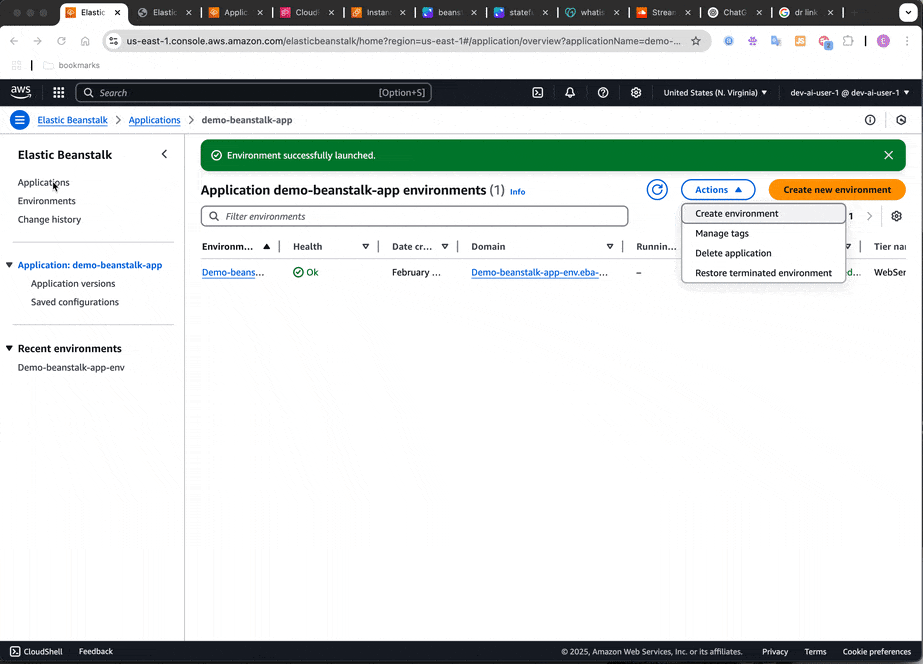 Elastic
Elastic
Applic
Cloud
Instan
beanst
statef
whatis
Stream
ChatG
dr link
us-east-1.console.aws.amazon.com/elasticbeanstalk/home?region=us-east-1#/application/overview?applicationName=demo-...
bookmarks
aws
Search
[Option+S]
United States (N. Virginia)
dev-ai-user-1 @ dev-ai-user-1
Elastic Beanstalk
Applications
demo-beanstalk-app
Elastic Beanstalk
Applications
Environments
Change history
Application: demo-beanstalk-app
Application versions
Saved configurations
Recent environments
Demo-beanstalk-app-env
Environment successfully launched.
Application demo-beanstalk-app environments (1) Info
Actions
Create new environment
Filter environments
1
Create environment
Manage tags
Delete application
Restore terminated environment
Environm...
Health
Date cr...
Domain
Runnin...
Tier nar
Demo-beans...
Ok
February ...
Demo-beanstalk-app-env.eba-...
–
d...
WebSer
CloudShell
Feedback
© 2025, Amazon Web Services, Inc. or its affiliates.
Privacy
Terms
Cookie preferences